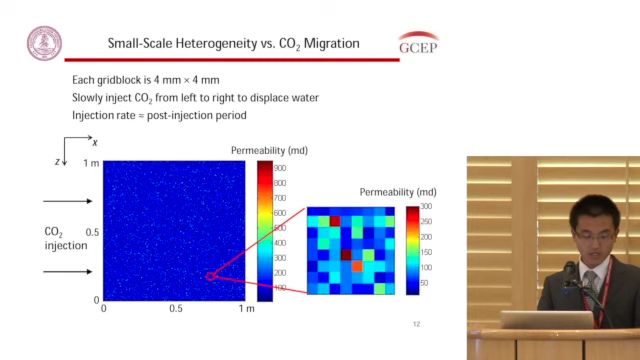 Small-Scale Heterogeneity vs. CO₂ Migration
GCEP
Each gridblock is 4 mm × 4 mm
Slowly inject CO₂ from left to right to displace water
Injection rate ≈ post-injection period
x
z
1 m
0.5
0
CO₂
injection
0
0.5
1 m
Permeability (md)
900
800
700
600
500
400
300
200
100
Permeability (md)
300
250
200
150
100
50
12